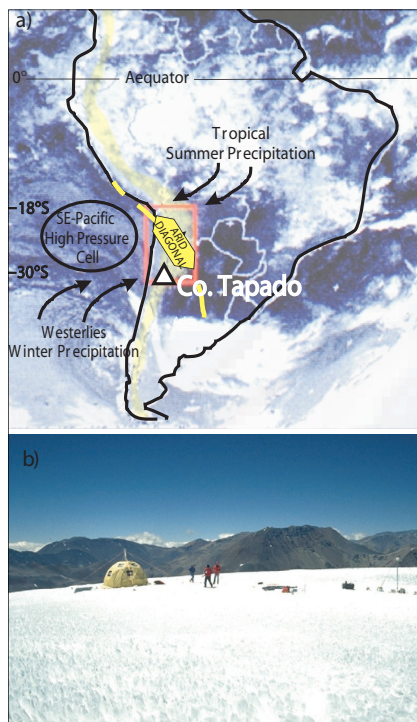 a)
0°
Aequator
Tropical
Summer Precipitation
-18°S
SE-Pacific
High Pressure
Cell
ARID
DIAGONAL
-30°S
Co. Tapado
Westerlies
Winter Precipitation
b)